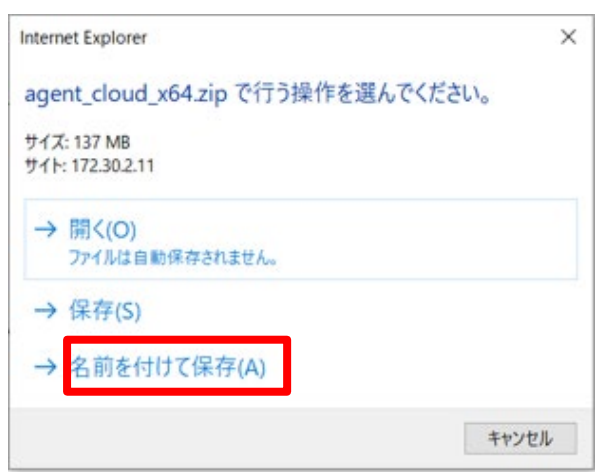 Internet Explorer
agent_cloud_x64.zip で行う操作を選んでください。
サイズ: 137 MB
サイト: 172.30.2.11
→ 開く(O)
ファイルは自動保存されません。
→ 保存(S)
→ 名前を付けて保存(A)
キャンセル